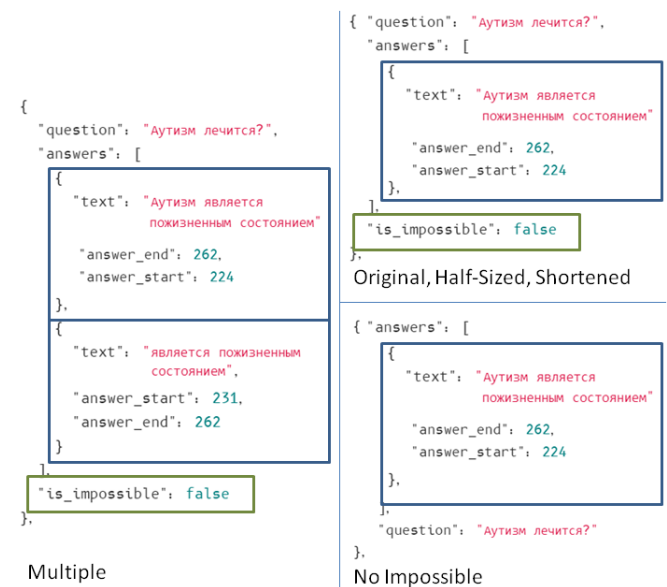 {
"question": "Аутизм лечится?",
"answers": [
{
"text": "Аутизм является
пожизненным состоянием"
"answer_end": 262,
"answer_start": 224
},
{
"text": "является пожизненным
состоянием",
"answer_start": 231,
"answer_end": 262
}
],
"is_impossible": false
},
Multiple
{ "question": "Аутизм лечится?",
"answers": [
{
"text": "Аутизм является
пожизненным состоянием"
"answer_end": 262,
"answer_start": 224
},
],
"is_impossible": false
},
Original, Half-Sized, Shortened
{ "answers": [
{
"text": "Аутизм является
пожизненным состоянием"
"answer_end": 262,
"answer_start": 224
},
],
"question": "Аутизм лечится?"
},
No Impossible